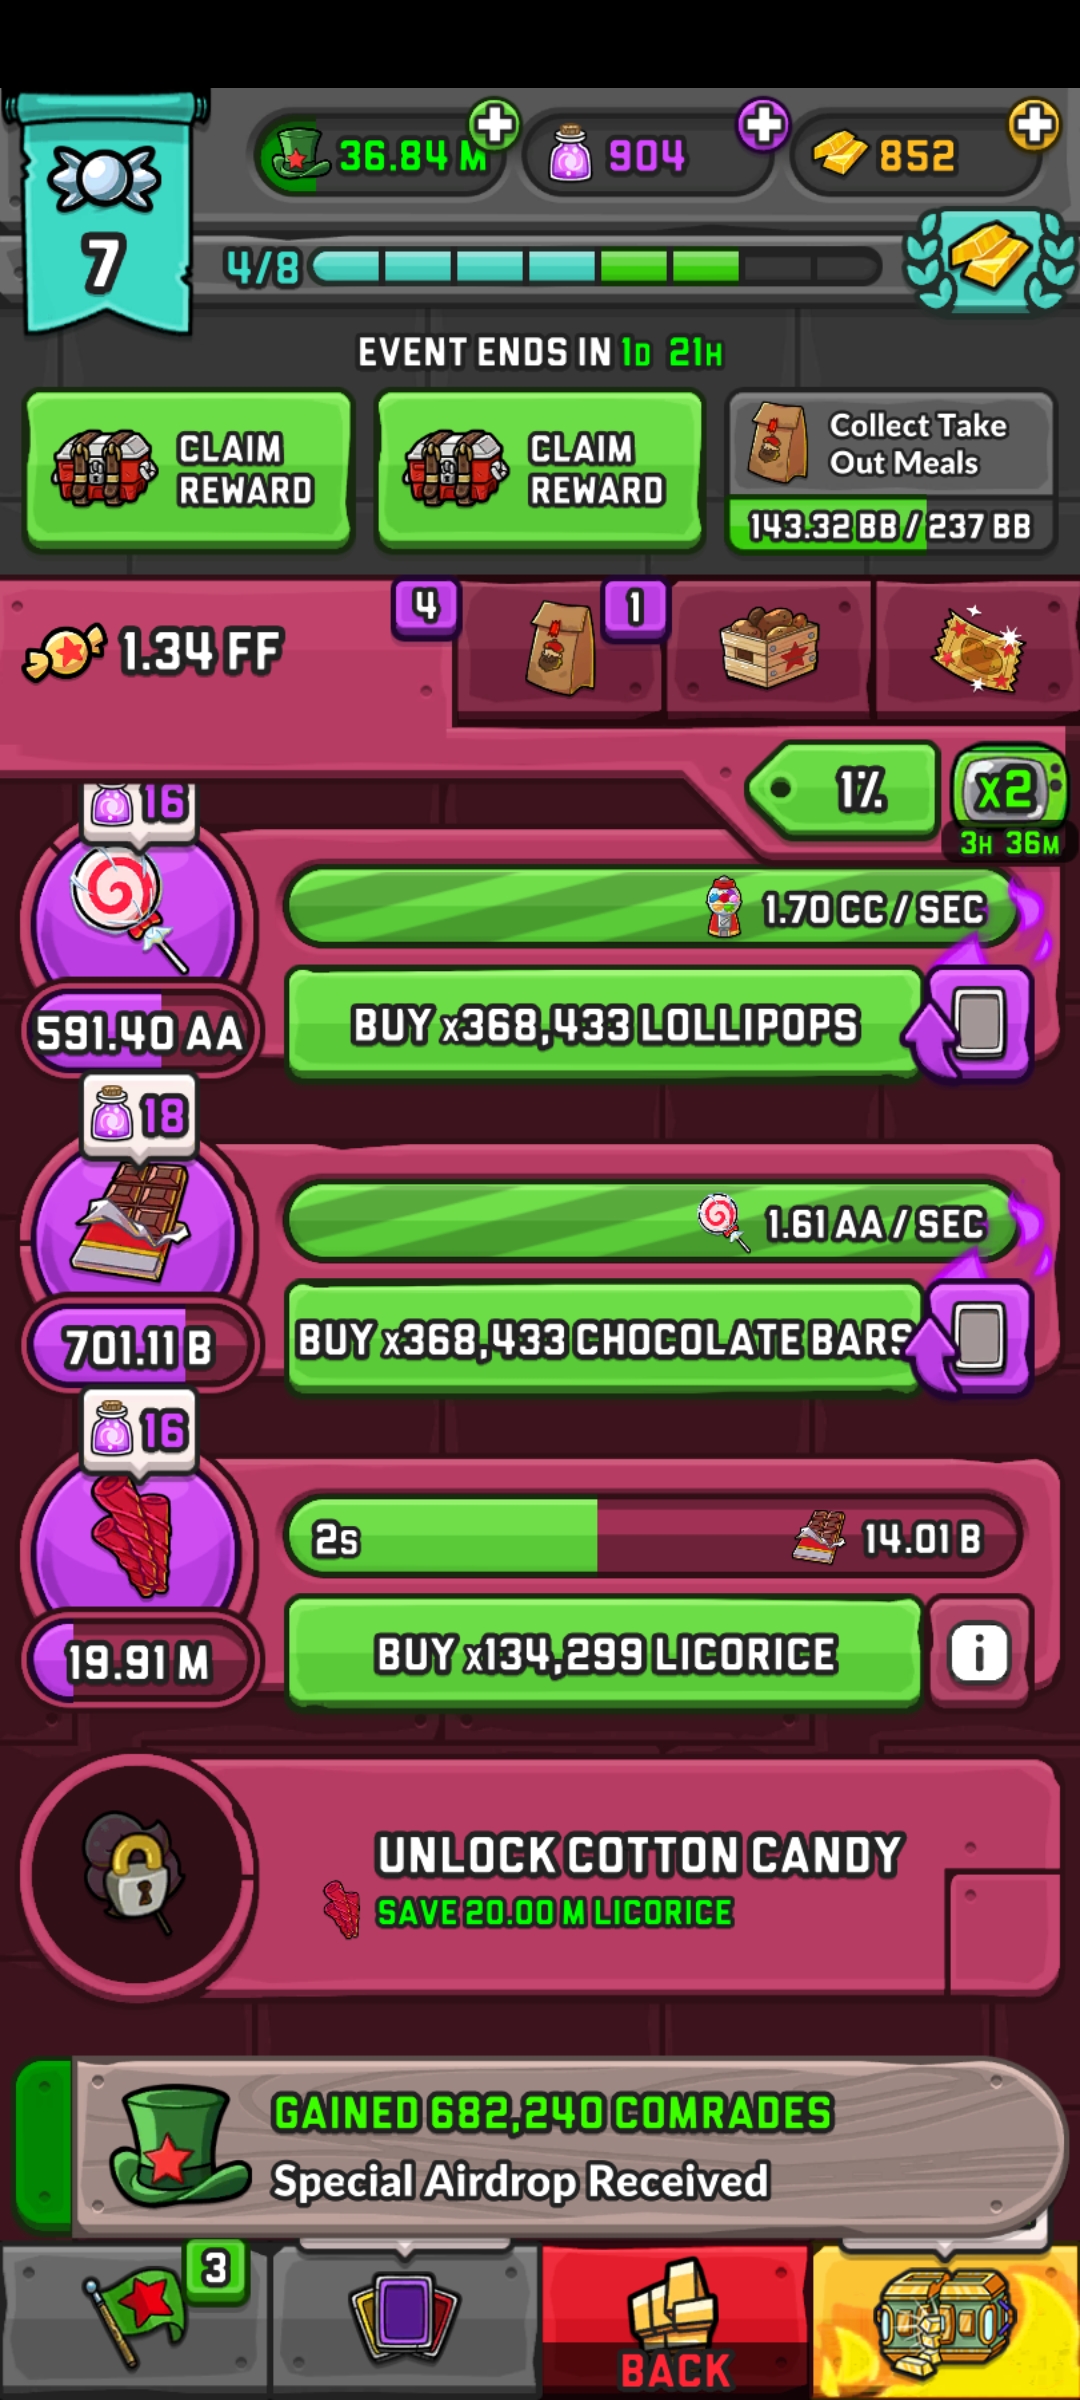 36.84 M
904
852
7
4/8
EVENT ENDS IN 1D 21H
CLAIM REWARD
CLAIM REWARD
Collect Take Out Meals
143.32 BB / 237 BB
1.34 FF
4
1
1%
x2
3H 36M
16
1.70 CC / SEC
591.40 AA
BUY x368,433 LOLLIPOPS
18
1.61 AA / SEC
701.11 B
BUY x368,433 CHOCOLATE BARS
16
2s
14.01 B
19.91 M
BUY x134,299 LICORICE
i
UNLOCK COTTON CANDY
SAVE 20.00 M LICORICE
GAINED 682,240 COMRADES
Special Airdrop Received
3
BACK